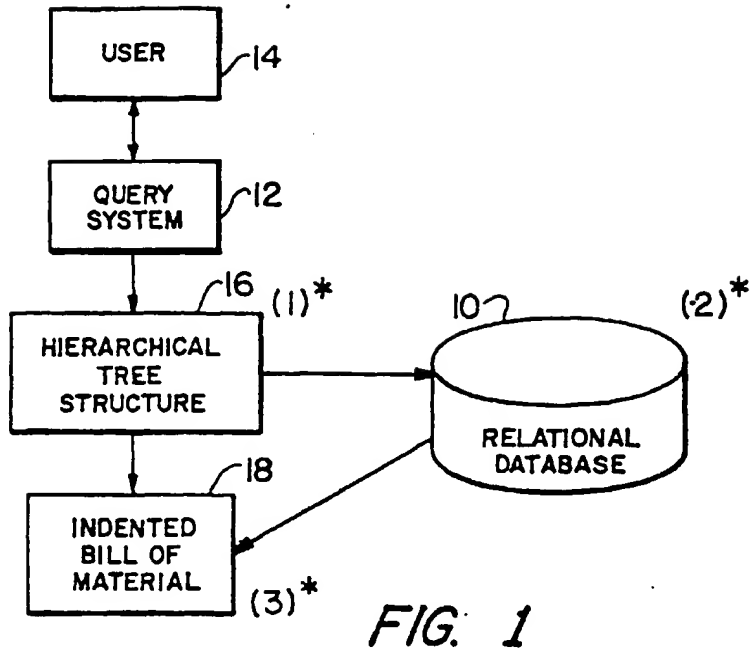 USER
14
QUERY
SYSTEM
12
16
(1)*
HIERARCHICAL
TREE
STRUCTURE
10
(2)*
RELATIONAL
DATABASE
18
INDENTED
BILL OF
MATERIAL
(3)*
FIG. 1